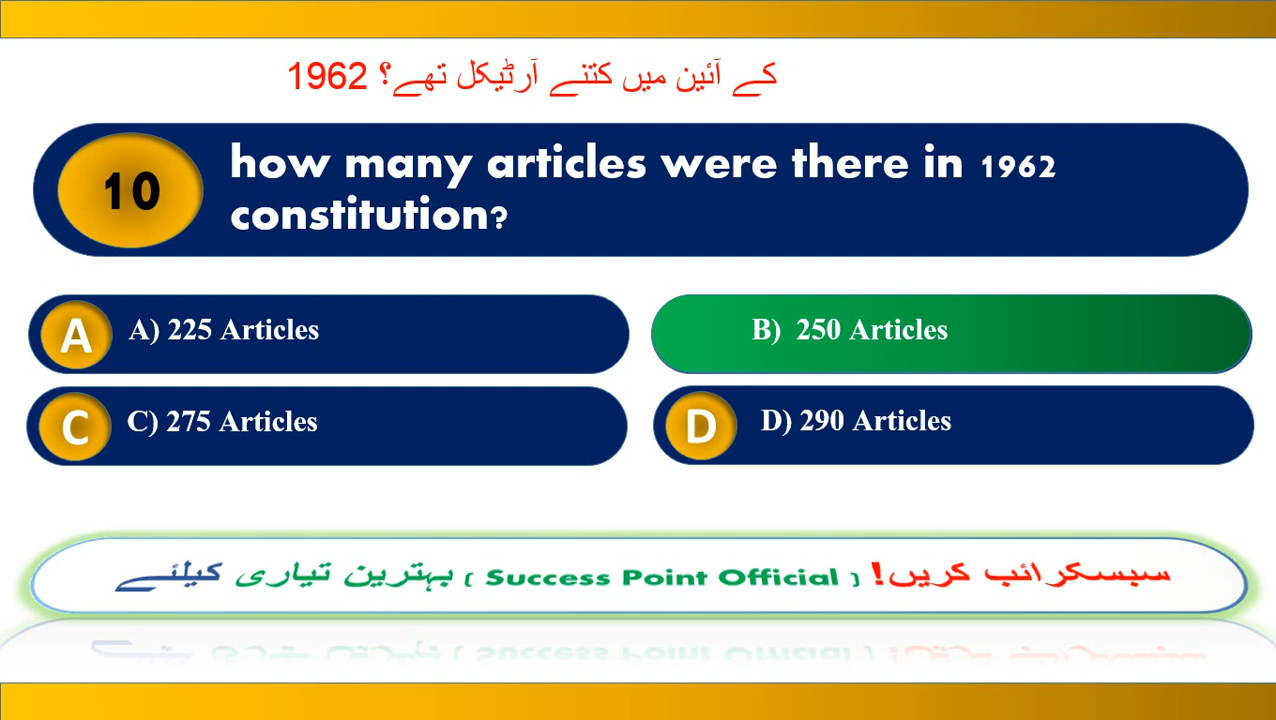 1962 کے آئین میں کتنے آرٹیکل تھے؟
10
how many articles were there in 1962
constitution?
A A) 225 Articles
B) 250 Articles
C C) 275 Articles
D D) 290 Articles
سبسکرائب کریں! ( Success Point Official ) بہترین تیاری کیلئے